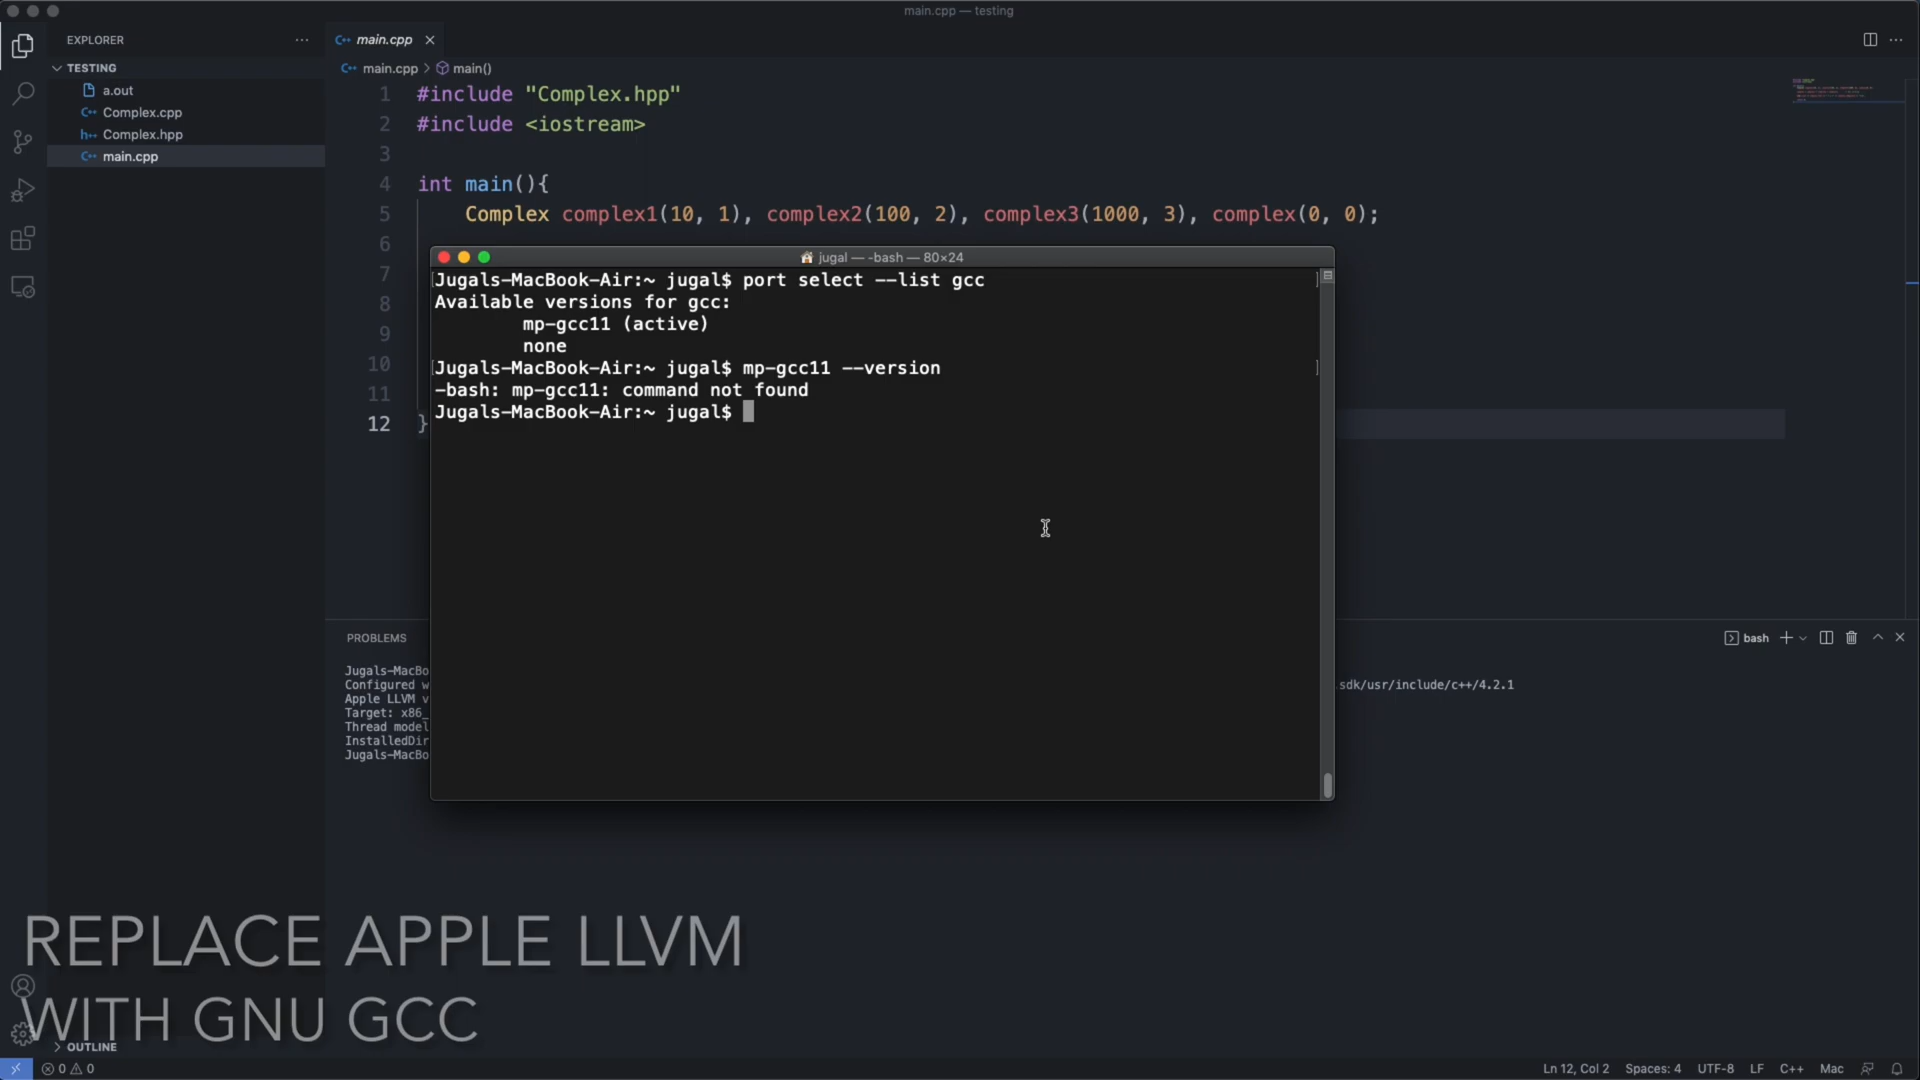 main.cpp — testing
EXPLORER
main.cpp
TESTING
a.out
Complex.cpp
Complex.hpp
main.cpp
main.cpp > main()
1 #include "Complex.hpp"
2 #include <iostream>
3
4 int main(){
5 Complex complex1(10, 1), complex2(100, 2), complex3(1000, 3), complex(0, 0);
6
7
8
9
10
11
12 }
jugal — -bash — 80×24
Jugals-MacBook-Air:~ jugal$ port select --list gcc
Available versions for gcc:
mp-gcc11 (active)
none
Jugals-MacBook-Air:~ jugal$ mp-gcc11 --version
-bash: mp-gcc11: command not found
Jugals-MacBook-Air:~ jugal$
PROBLEMS
bash
Jugals-MacBo
Configured w
sdk/usr/include/c++/4.2.1
Apple LLVM v
Target: x86_
Thread model
InstalledDir
Jugals-MacBo
REPLACE APPLE LLVM
WITH GNU GCC
OUTLINE
0 0
Ln 12, Col 2 Spaces: 4 UTF-8 LF C++ Mac